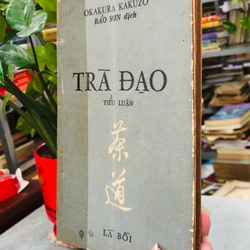 OKAKURA KAKUZO
BẢO SƠN dịch
TRÀ ĐẠO
TIỂU LUẬN
茶
道
LÁ BỐI